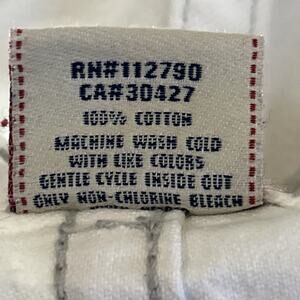 RN#112790
CA#30427
100% COTTON
MACHINE WASH COLD
WITH LIKE COLORS
GENTLE CYCLE INSIDE OUT
ONLY NON-CHLORINE BLEACH